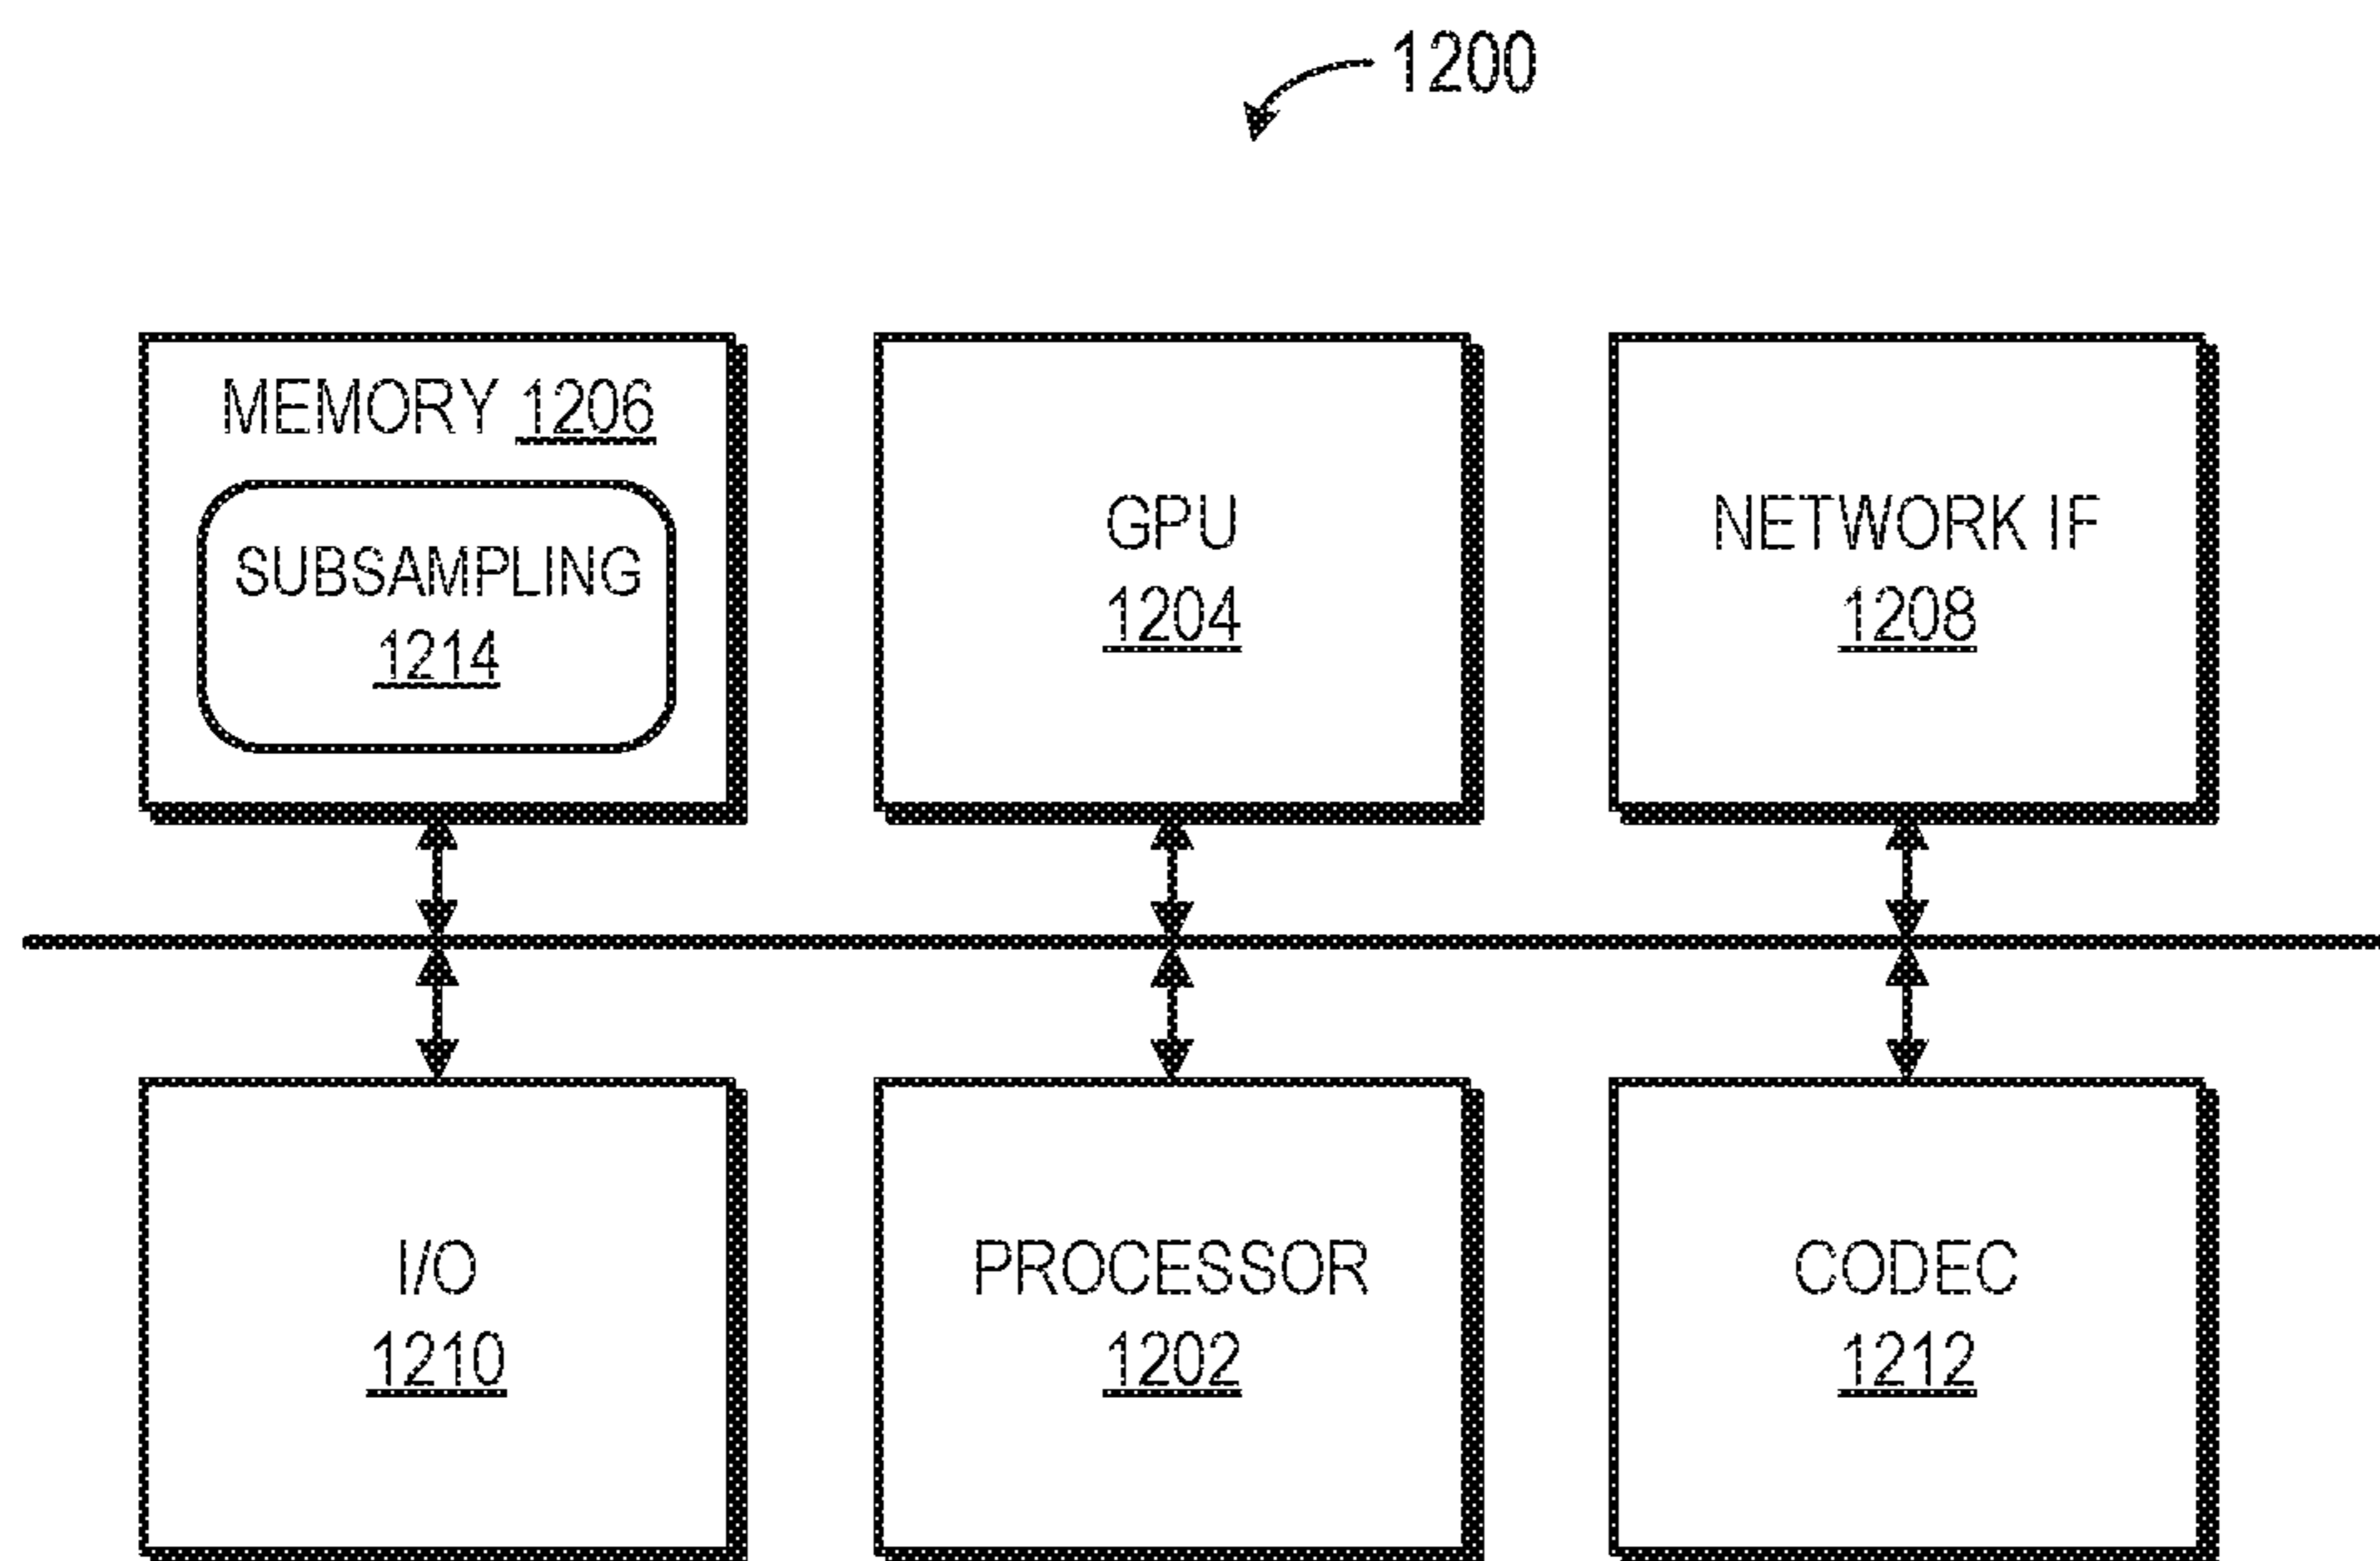 1200
MEMORY 1206
SUBSAMPLING
1214
GPU
1204
NETWORK IF
1208
I/O
1210
PROCESSOR
1202
CODEC
1212